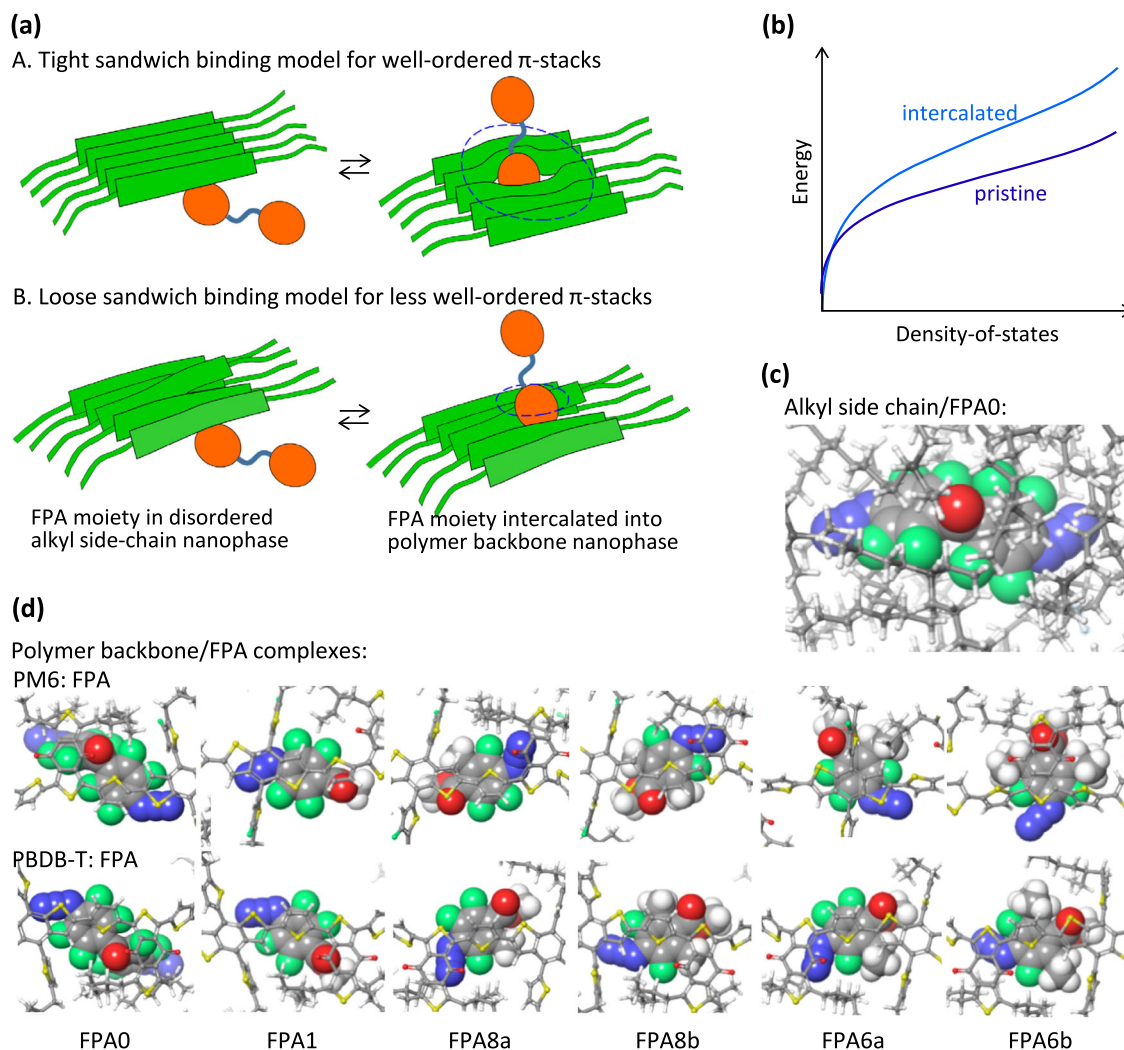 (a)
A. Tight sandwich binding model for well-ordered π-stacks
B. Loose sandwich binding model for less well-ordered π-stacks
FPA moiety in disordered
alkyl side-chain nanophase
FPA moiety intercalated into
polymer backbone nanophase
(b)
Energy
intercalated
pristine
Density-of-states
(c)
Alkyl side chain/FPA0:
(d)
Polymer backbone/FPA complexes:
PM6: FPA
PBDB-T: FPA
FPA0
FPA1
FPA8a
FPA8b
FPA6a
FPA6b